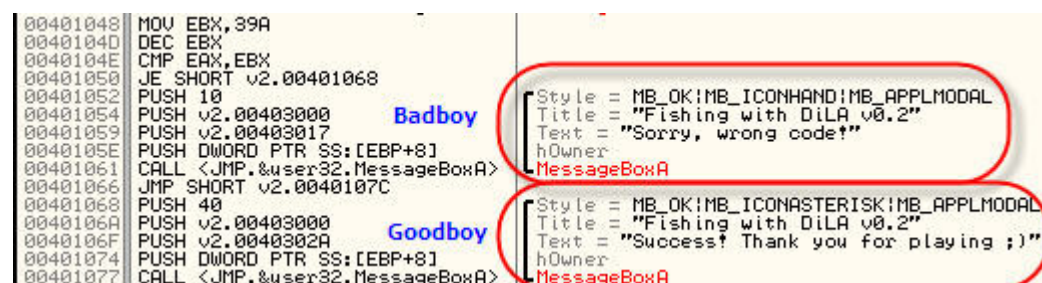 00401048 MOV EBX,39A
0040104D DEC EBX
0040104E CMP EAX,EBX
00401050 JE SHORT v2.00401068
00401052 PUSH 10 Style = MB_OK|MB_ICONHAND|MB_APPLMODAL
00401054 PUSH v2.00403000 Badboy Title = "Fishing with DiLA v0.2"
00401059 PUSH v2.00403017 Text = "Sorry, wrong code!"
0040105E PUSH DWORD PTR SS:[EBP+8] hOwner
00401061 CALL <JMP.&user32.MessageBoxA> MessageBoxA
00401066 JMP SHORT v2.0040107C
00401068 PUSH 40 Style = MB_OK|MB_ICONASTERISK|MB_APPLMODAL
0040106A PUSH v2.00403000 Title = "Fishing with DiLA v0.2"
0040106F PUSH v2.0040302A Goodboy Text = "Success! Thank you for playing ;)"
00401074 PUSH DWORD PTR SS:[EBP+8] hOwner
00401077 CALL <JMP.&user32.MessageBoxA> MessageBoxA